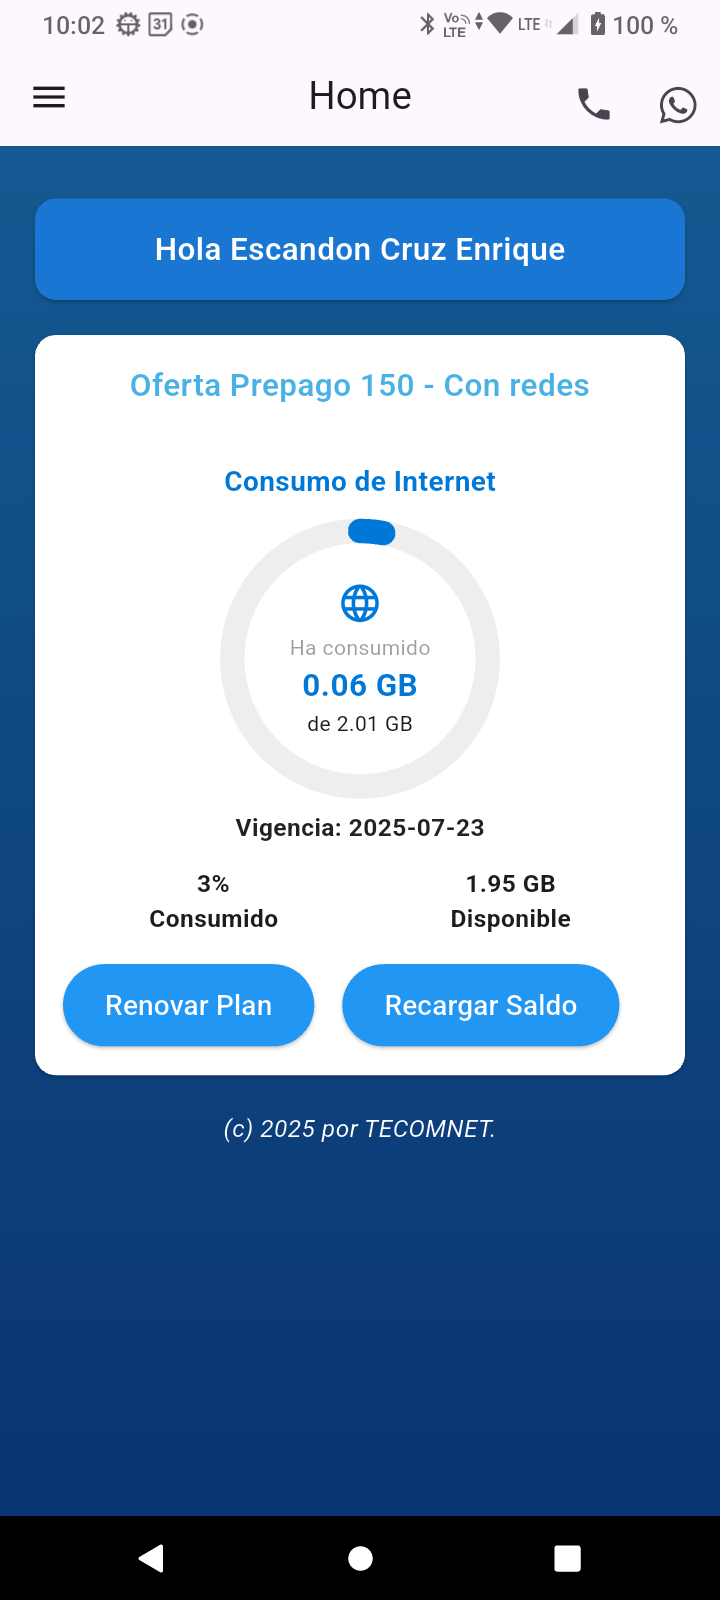 10:02 31 Vo LTE LTE 100 %
Home
Hola Escandon Cruz Enrique
Oferta Prepago 150 - Con redes
Consumo de Internet
Ha consumido
0.06 GB
de 2.01 GB
Vigencia: 2025-07-23
3% 1.95 GB
Consumido Disponible
Renovar Plan Recargar Saldo
(c) 2025 por TECOMNET.